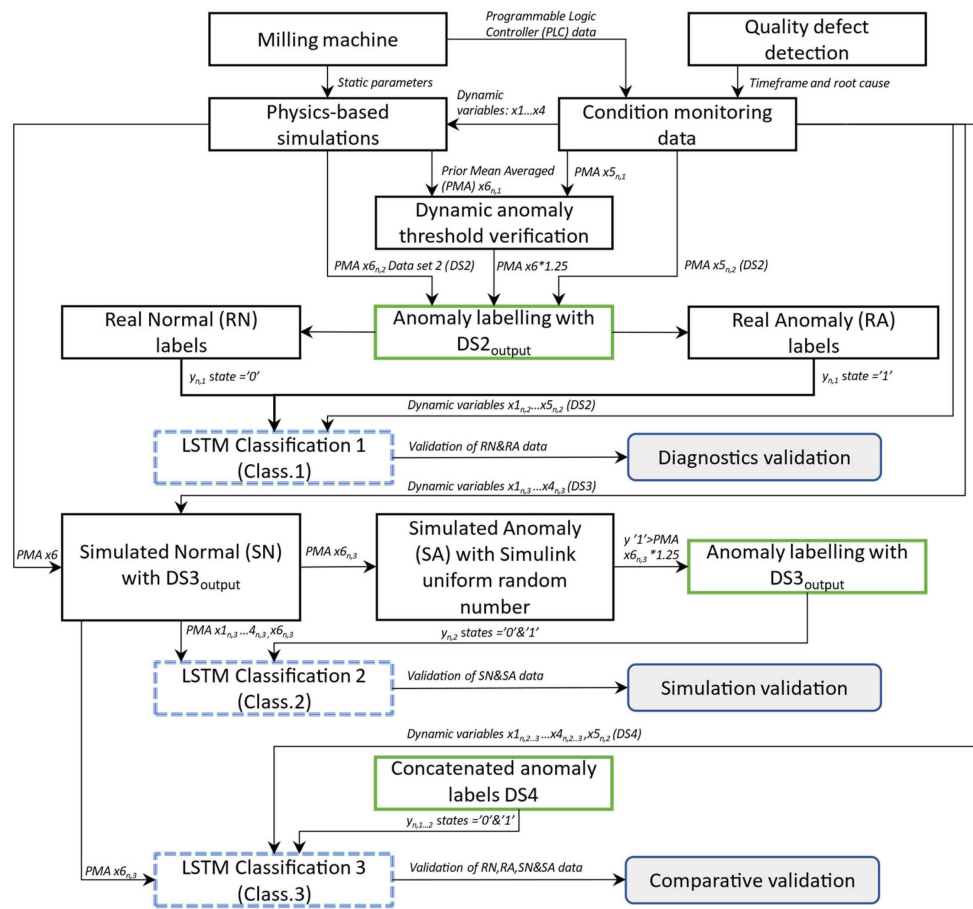 Milling machine
Programmable Logic
Controller (PLC) data
Quality defect
detection
Static parameters
Timeframe and root cause
Physics-based
simulations
Dynamic
variables: x1...x4
Condition monitoring
data
Prior Mean Averaged
(PMA) x6n,1
PMA x5n,1
Dynamic anomaly
threshold verification
PMA x6n,2 Data set 2 (DS2)
PMA x6*1.25
PMA x5n,2 (DS2)
Real Normal (RN)
labels
Anomaly labelling with
DS2output
Real Anomaly (RA)
labels
yn,1 state ='0'
yn,1 state ='1'
Dynamic variables x1n,2...x5n,2 (DS2)
LSTM Classification 1
(Class.1)
Validation of RN&RA data
Diagnostics validation
Dynamic variables x1n,3...x4n,3 (DS3)
PMA x6
Simulated Normal (SN)
with DS3output
PMA x6n,3
Simulated Anomaly
(SA) with Simulink
uniform random
number
y '1'>PMA
x6n,3 *1.25
Anomaly labelling with
DS3output
PMA x1n,3...4n,3,x6n,3
yn,2 states ='0'&'1'
LSTM Classification 2
(Class.2)
Validation of SN&SA data
Simulation validation
Dynamic variables x1n,2..3...x4n,2..3,x5n,2 (DS4)
Concatenated anomaly
labels DS4
yn,1...2 states ='0'&'1'
PMA x6n,3
LSTM Classification 3
(Class.3)
Validation of RN,RA,SN&SA data
Comparative validation